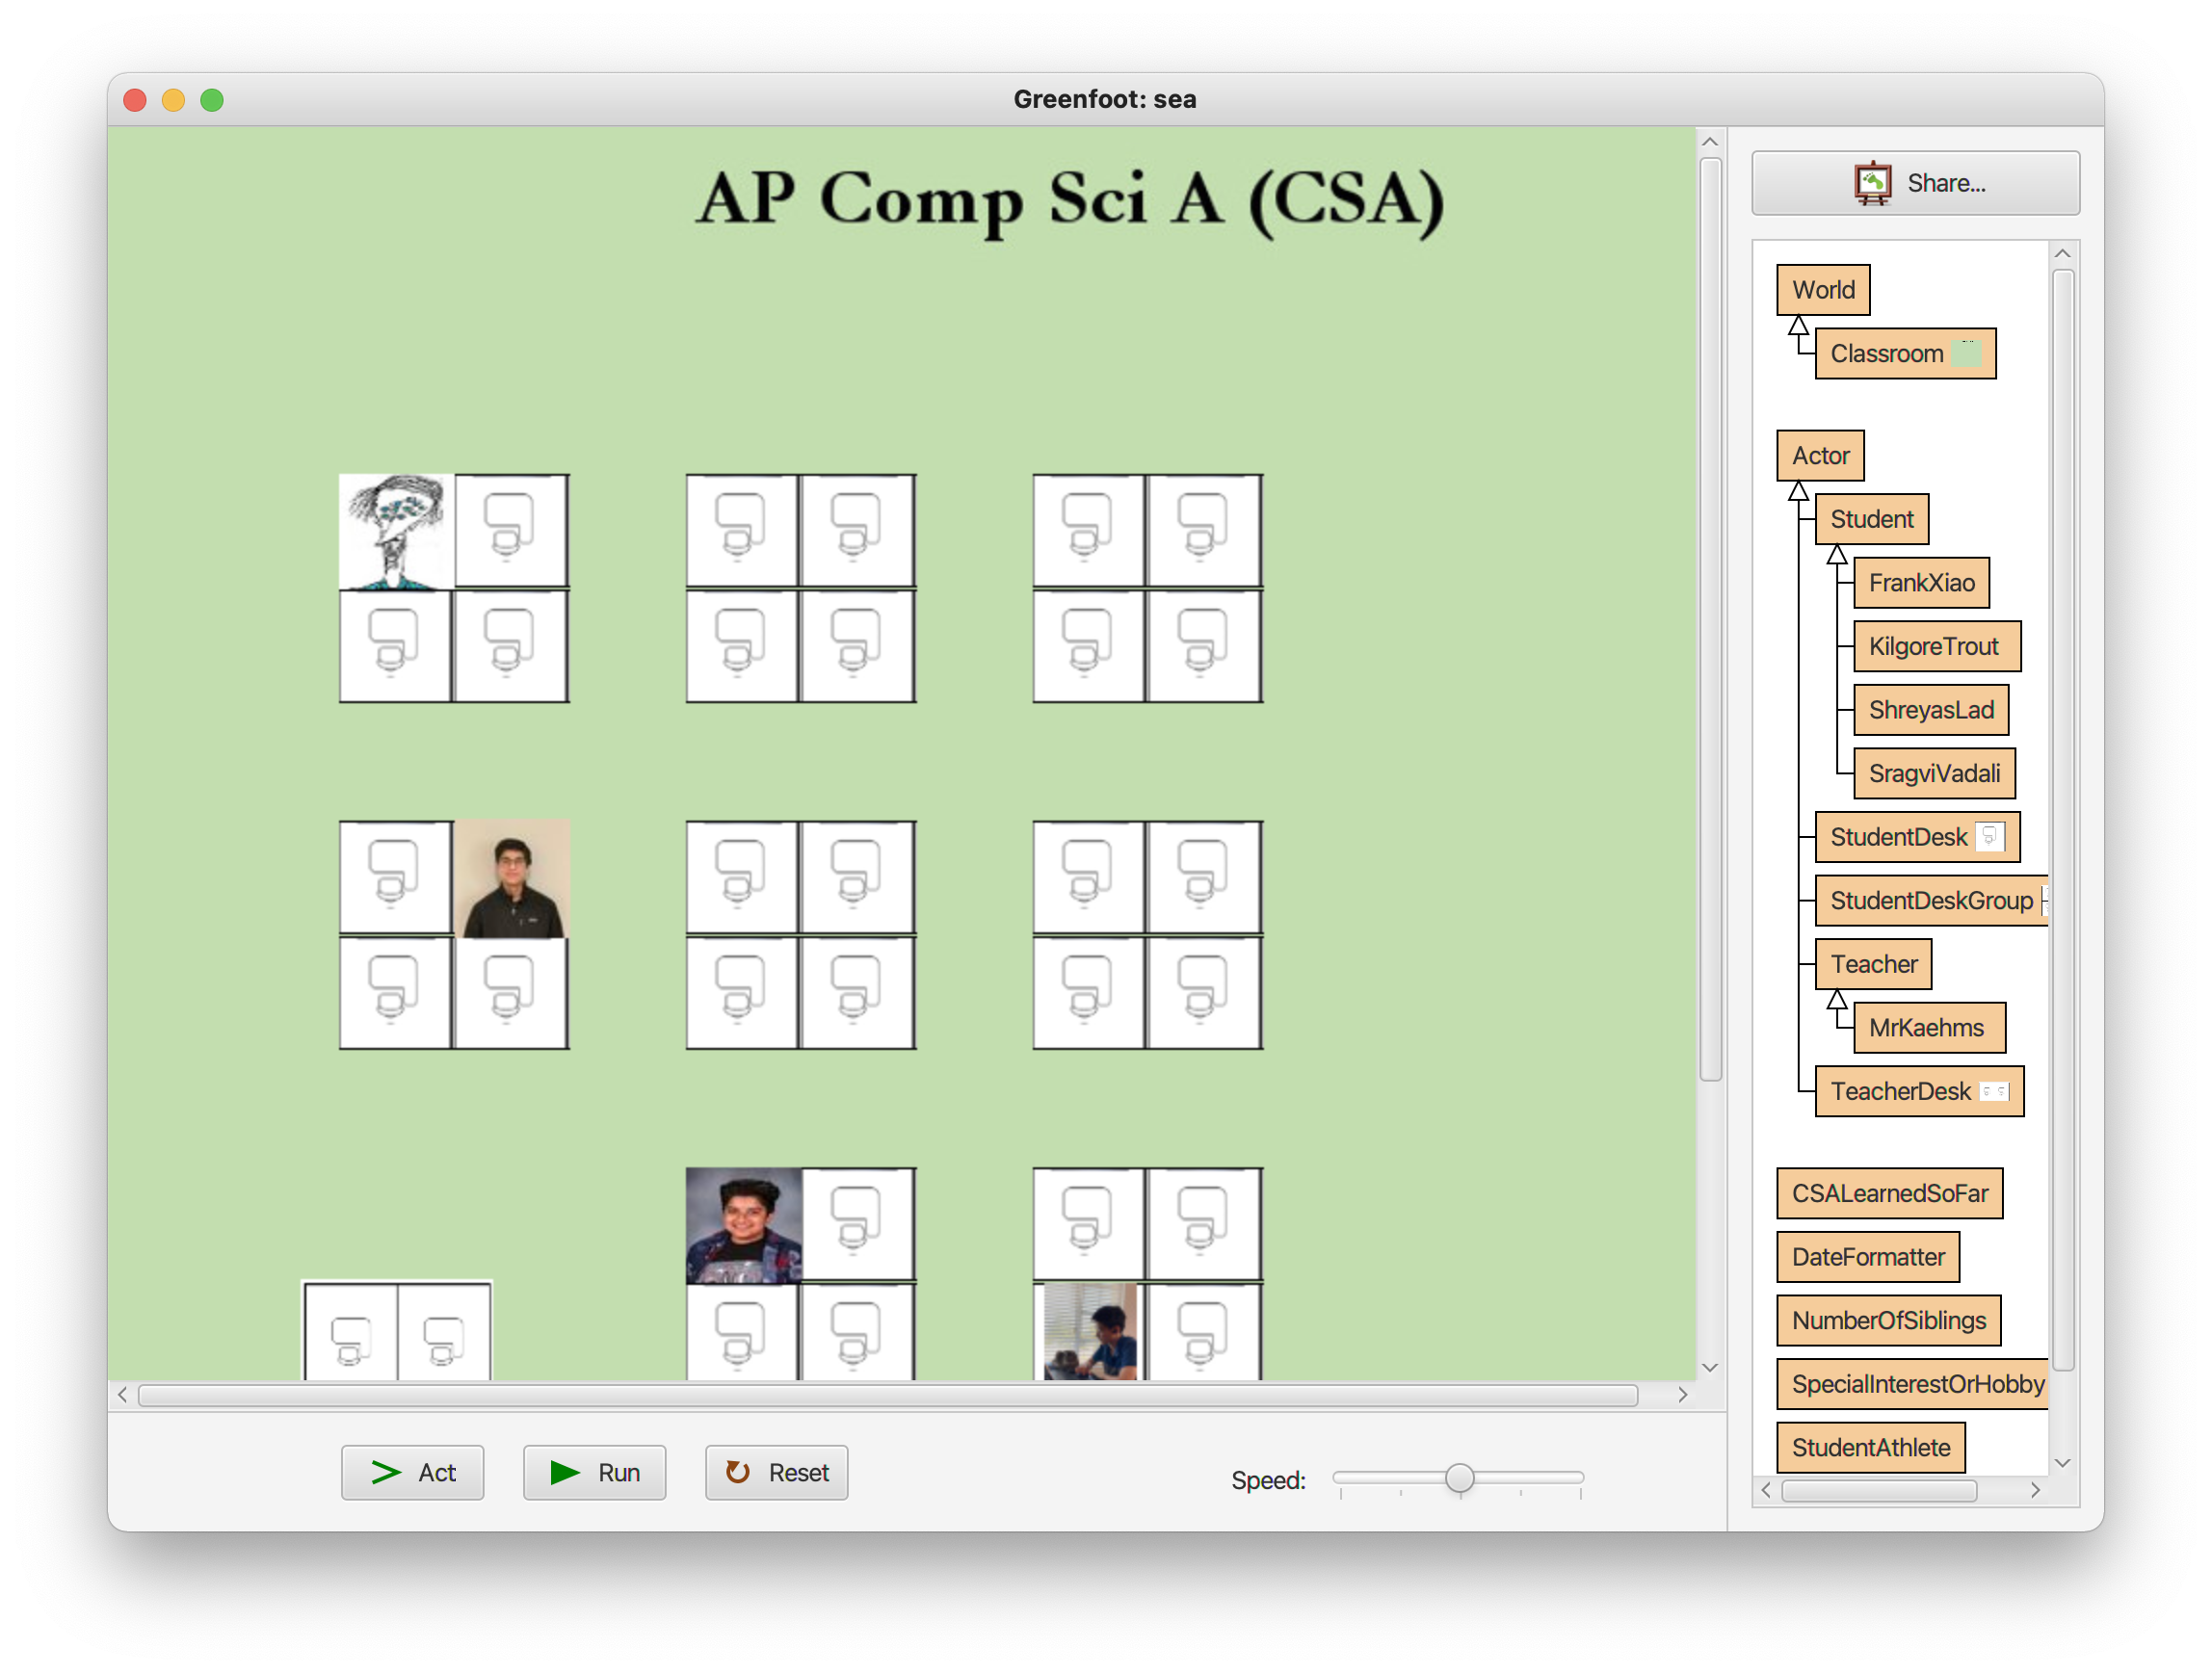 Greenfoot: sea
AP Comp Sci A (CSA)
Share...
World
Classroom
Actor
Student
FrankXiao
KilgoreTrout
ShreyasLad
SragviVadali
StudentDesk
StudentDeskGroup
Teacher
MrKaehms
TeacherDesk
CSALearnedSoFar
DateFormatter
NumberOfSiblings
SpecialInterestOrHobby
StudentAthlete
Act
Run
Reset
Speed: